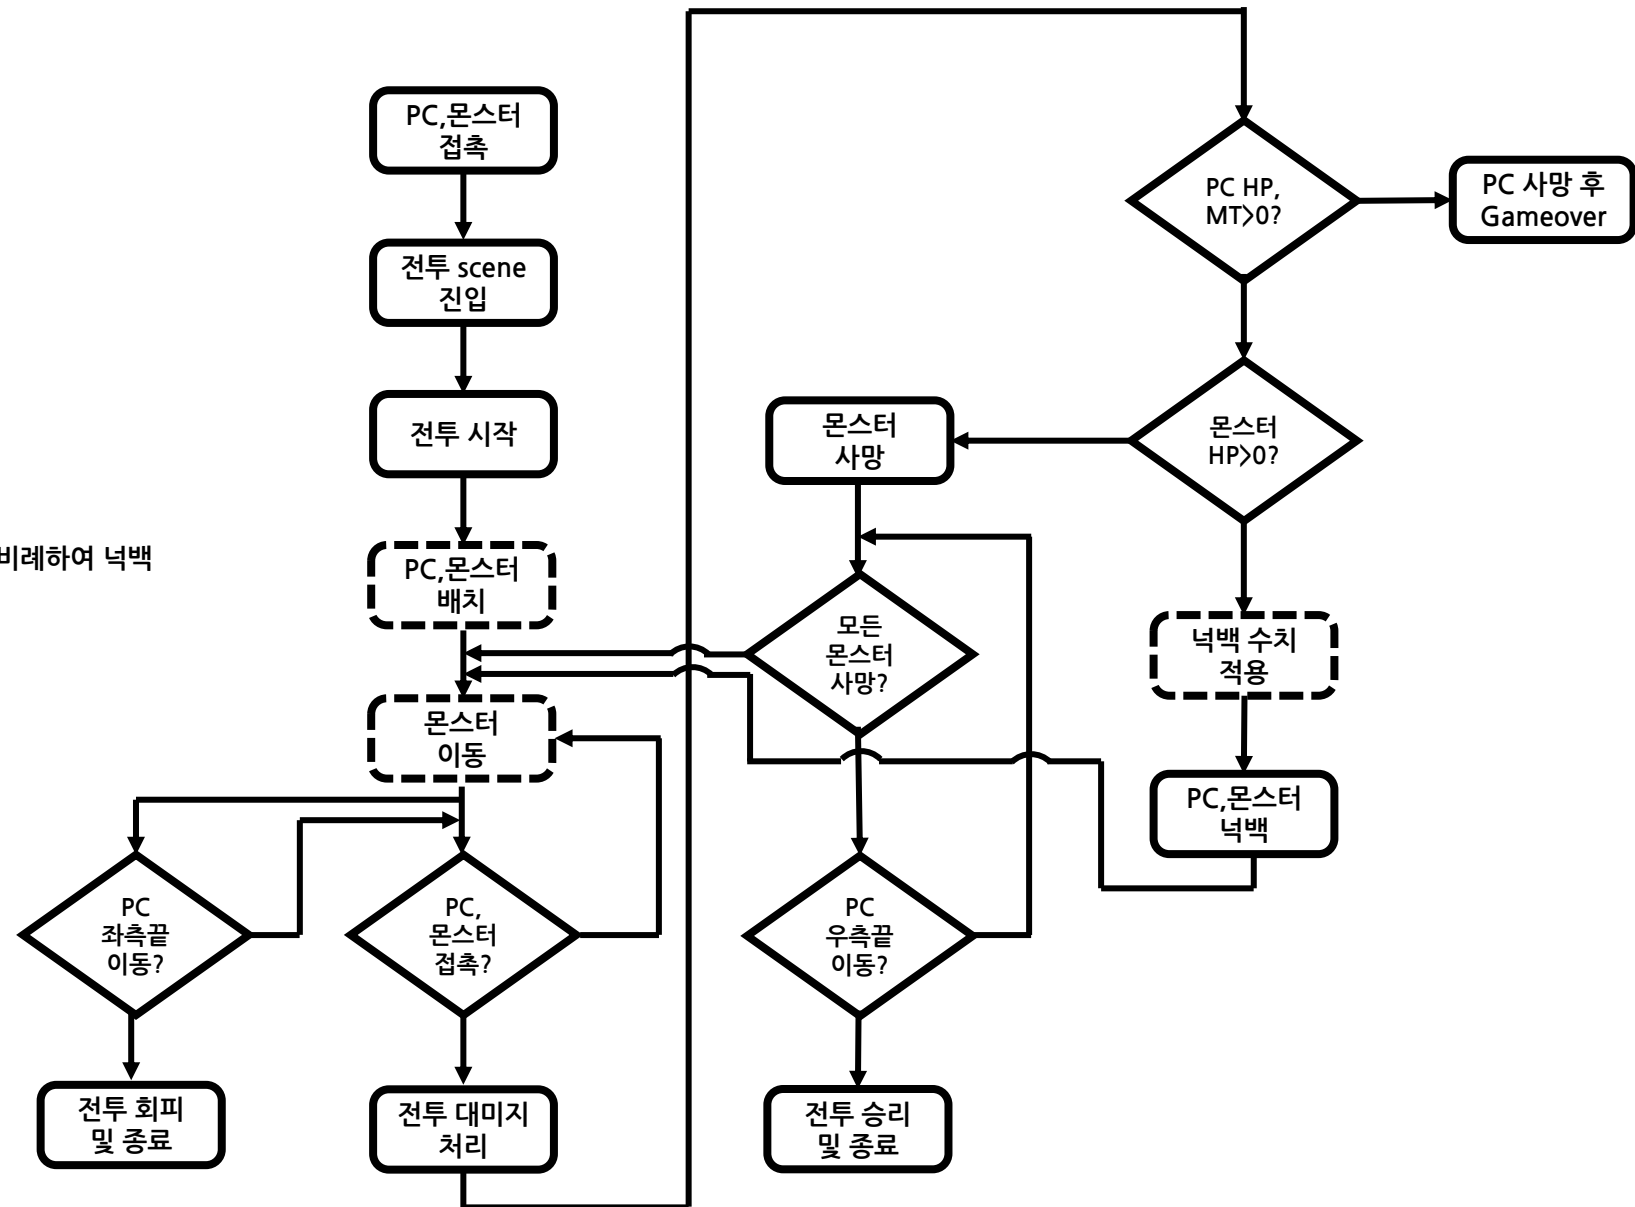 PC,몬스터
접촉
전투 scene
진입
전투 시작
비례하여 넉백
PC,몬스터
배치
몬스터
이동
PC
좌측끝
이동?
PC,
몬스터
접촉?
전투 회피
및 종료
전투 대미지
처리
몬스터
사망
모든
몬스터
사망?
PC
우측끝
이동?
전투 승리
및 종료
PC HP,
MT>0?
PC 사망 후
Gameover
몬스터
HP>0?
넉백 수치
적용
PC,몬스터
넉백